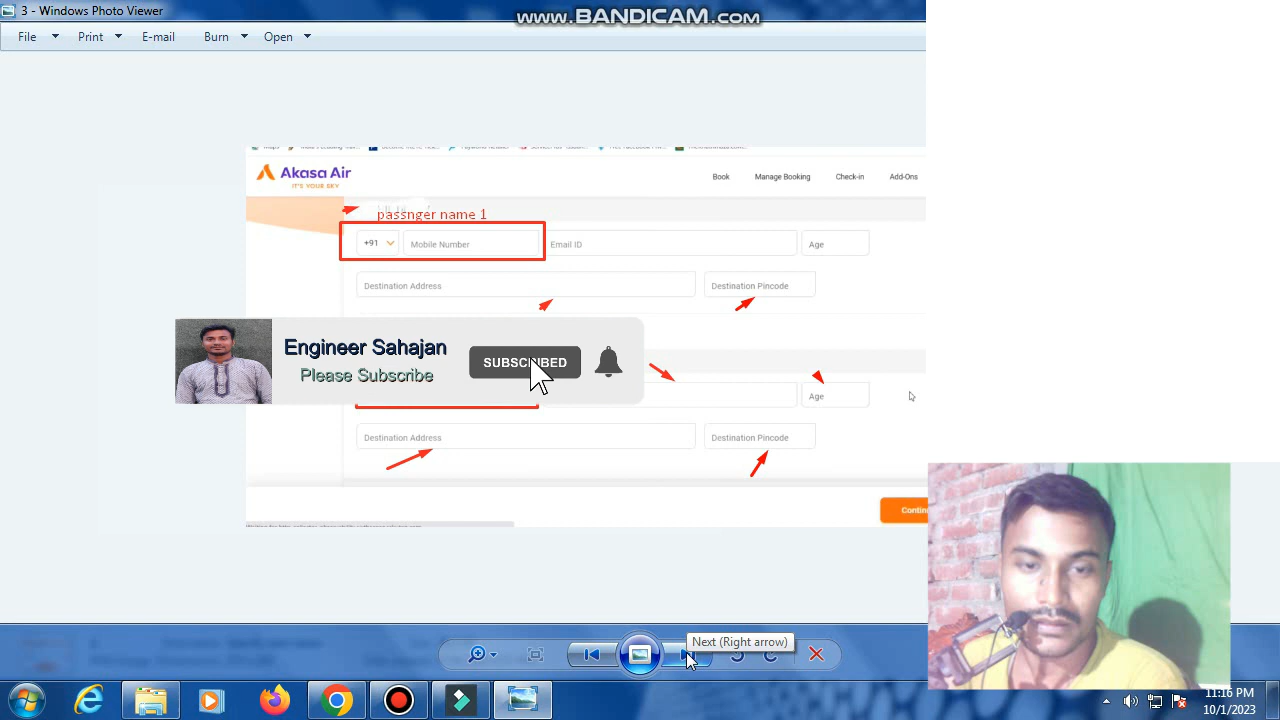 3 - Windows Photo Viewer
www.BANDICAM.com
File Print E-mail Burn Open
Akasa Air
IT'S YOUR SKY
Book Manage Booking Check-in Add-Ons
passnger name 1
+91 Mobile Number Email ID Age
Destination Address Destination Pincode
Engineer Sahajan
Please Subscribe
SUBSCRIBED
Age
Destination Address Destination Pincode
Next (Right arrow)
11:16 PM
10/1/2023